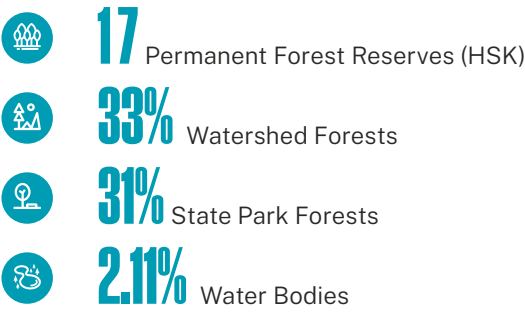 17 Permanent Forest Reserves (HSK)
33% Watershed Forests
31% State Park Forests
2.11% Water Bodies